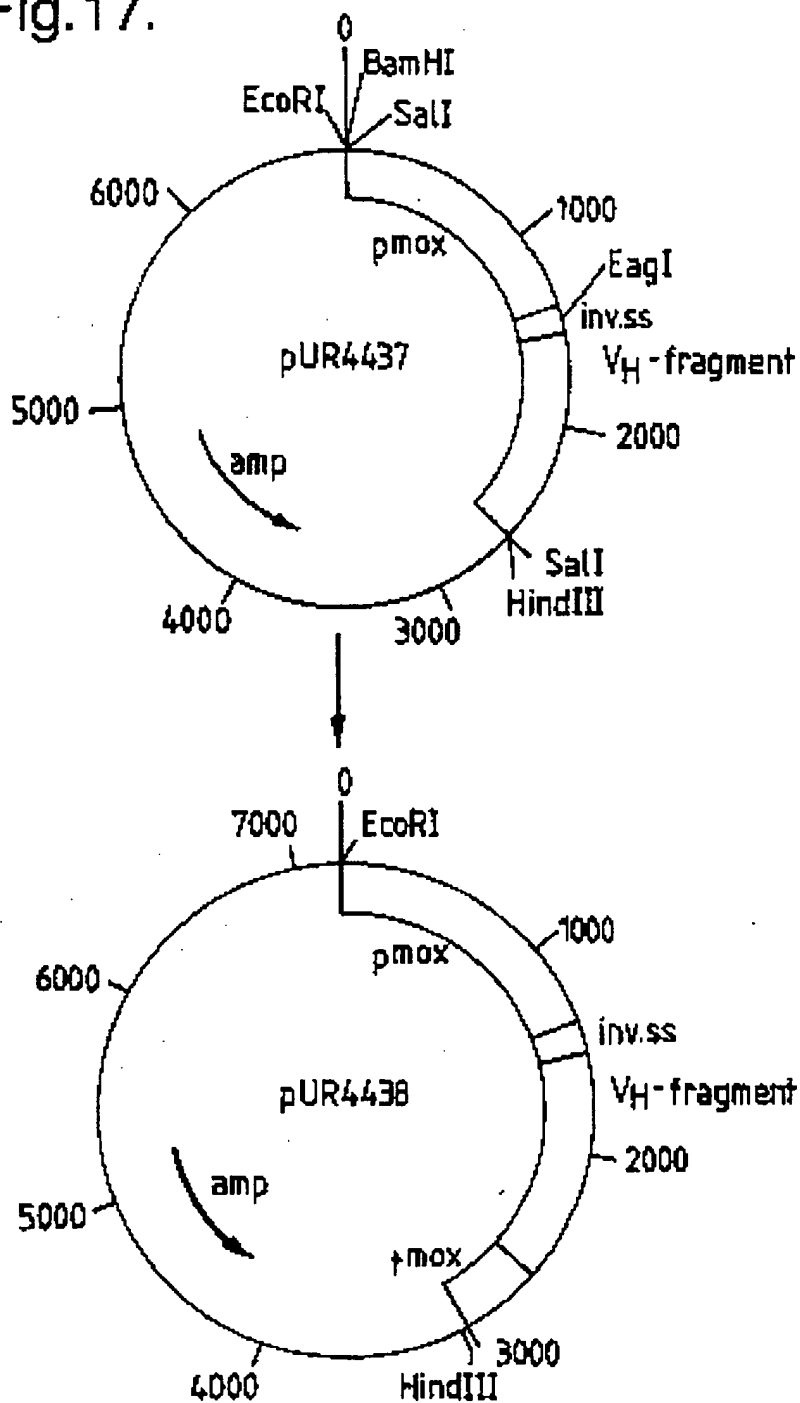 Fig.17.
0
BamHI
EcoRI
SalI
6000
1000
pmox
EagI
inv.ss
pUR4437
VH-fragment
5000
2000
amp
SalI
HindIII
4000
3000
0
7000
EcoRI
1000
pmox
6000
inv.ss
pUR4438
VH-fragment
2000
amp
5000
tmox
3000
4000
HindIII